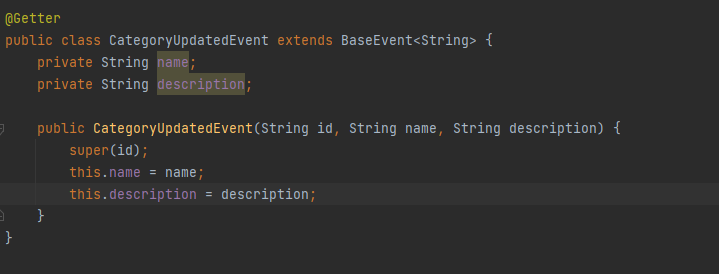 @Getter
public class CategoryUpdatedEvent extends BaseEvent<String> {
    private String name;
    private String description;

    public CategoryUpdatedEvent(String id, String name, String description) {
        super(id);
        this.name = name;
        this.description = description;
    }
}